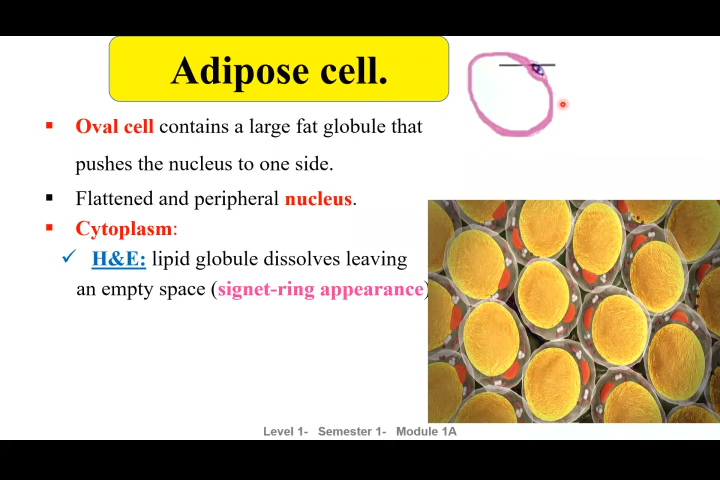 Adipose cell.
▪ Oval cell contains a large fat globule that
pushes the nucleus to one side.
▪ Flattened and peripheral nucleus.
▪ Cytoplasm:
✓ H&E: lipid globule dissolves leaving
an empty space (signet-ring appearance)
Level 1- Semester 1- Module 1A